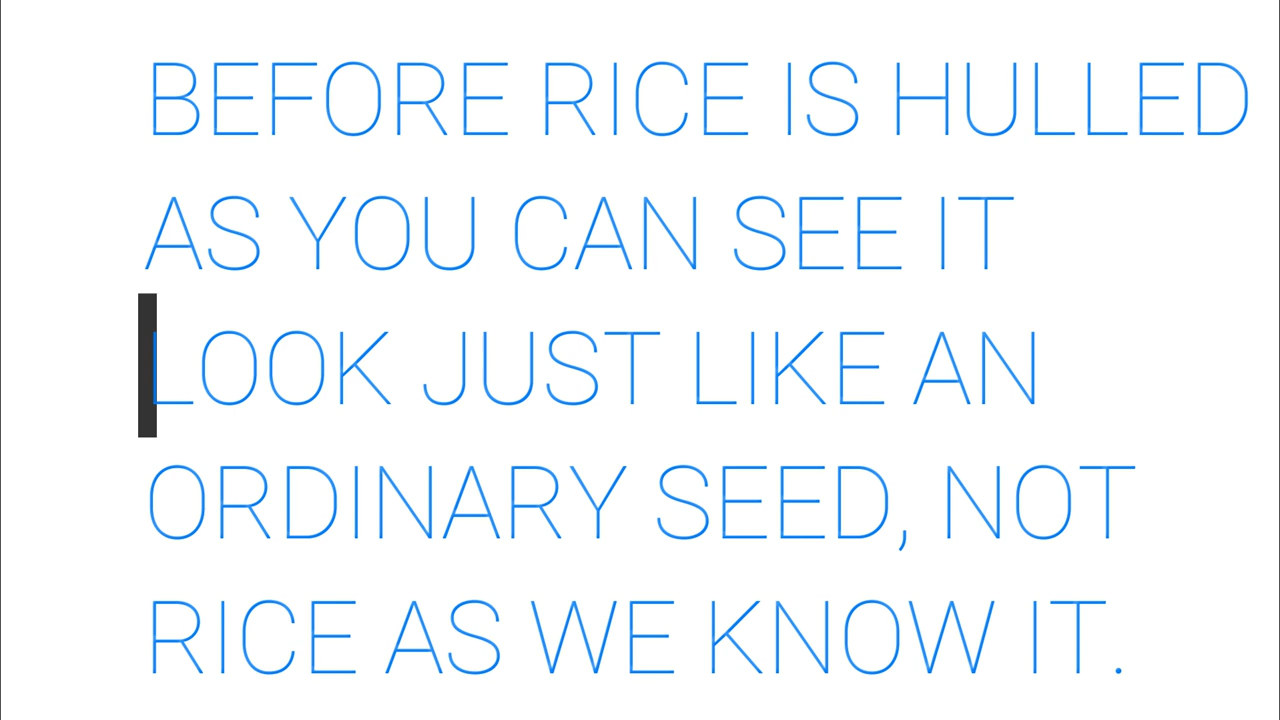 BEFORE RICE IS HULLED
AS YOU CAN SEE IT
LOOK JUST LIKE AN
ORDINARY SEED, NOT
RICE AS WE KNOW IT.